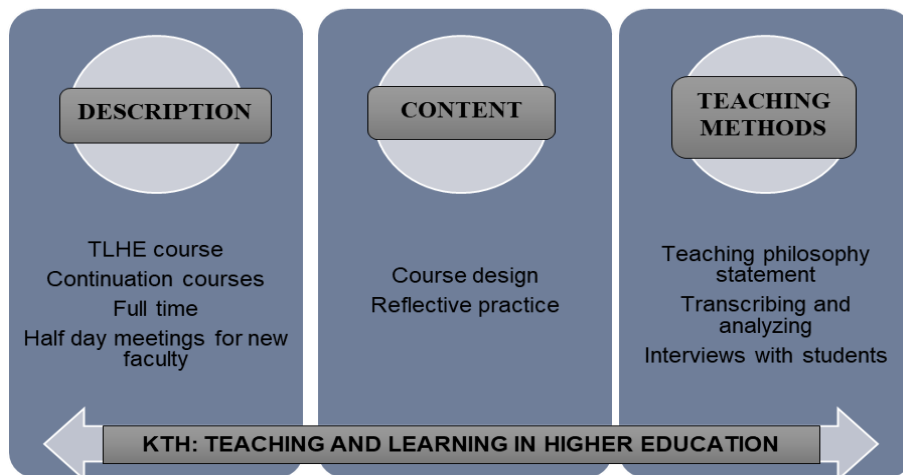 DESCRIPTION
TLHE course
Continuation courses
Full time
Half day meetings for new
faculty
CONTENT
Course design
Reflective practice
TEACHING
METHODS
Teaching philosophy
statement
Transcribing and
analyzing
Interviews with students
KTH: TEACHING AND LEARNING IN HIGHER EDUCATION